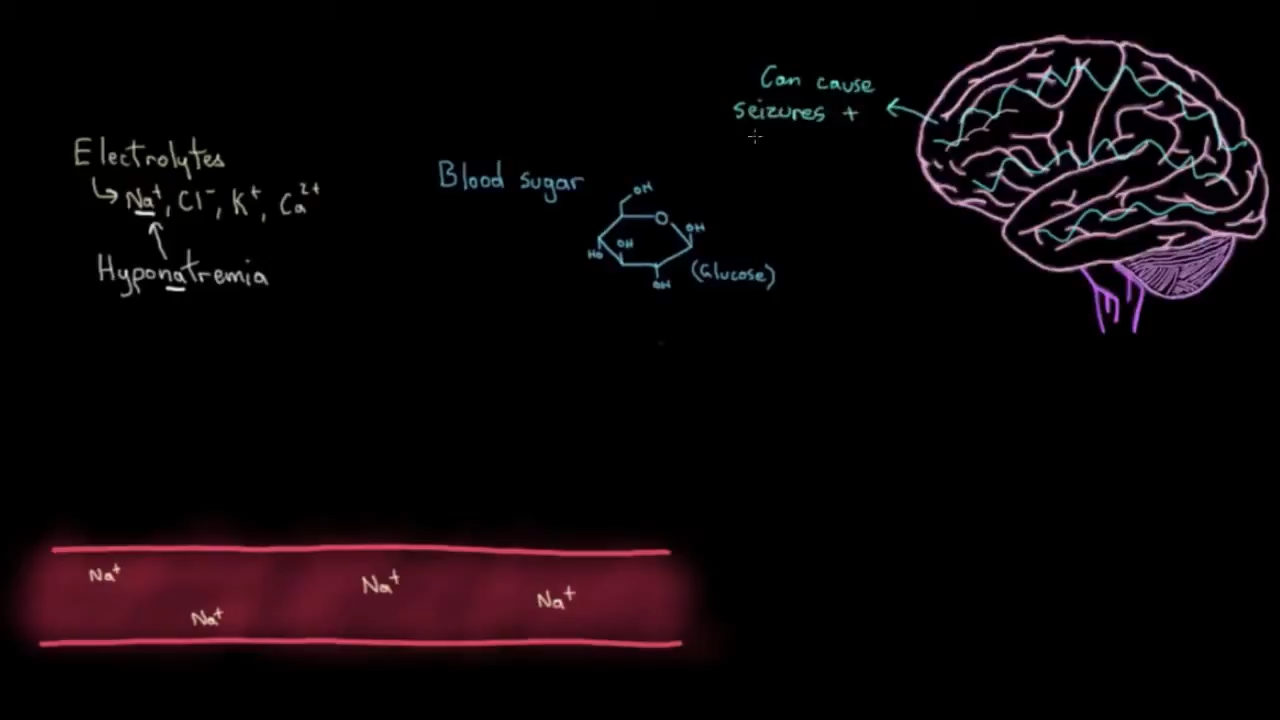 Electrolytes
Na⁺, Cl⁻, K⁺, Ca²⁺
Hyponatremia
Blood sugar
OH
O
OH
OH
HO
OH
(Glucose)
Can cause
seizures +
Na⁺
Na⁺
Na⁺
Na⁺